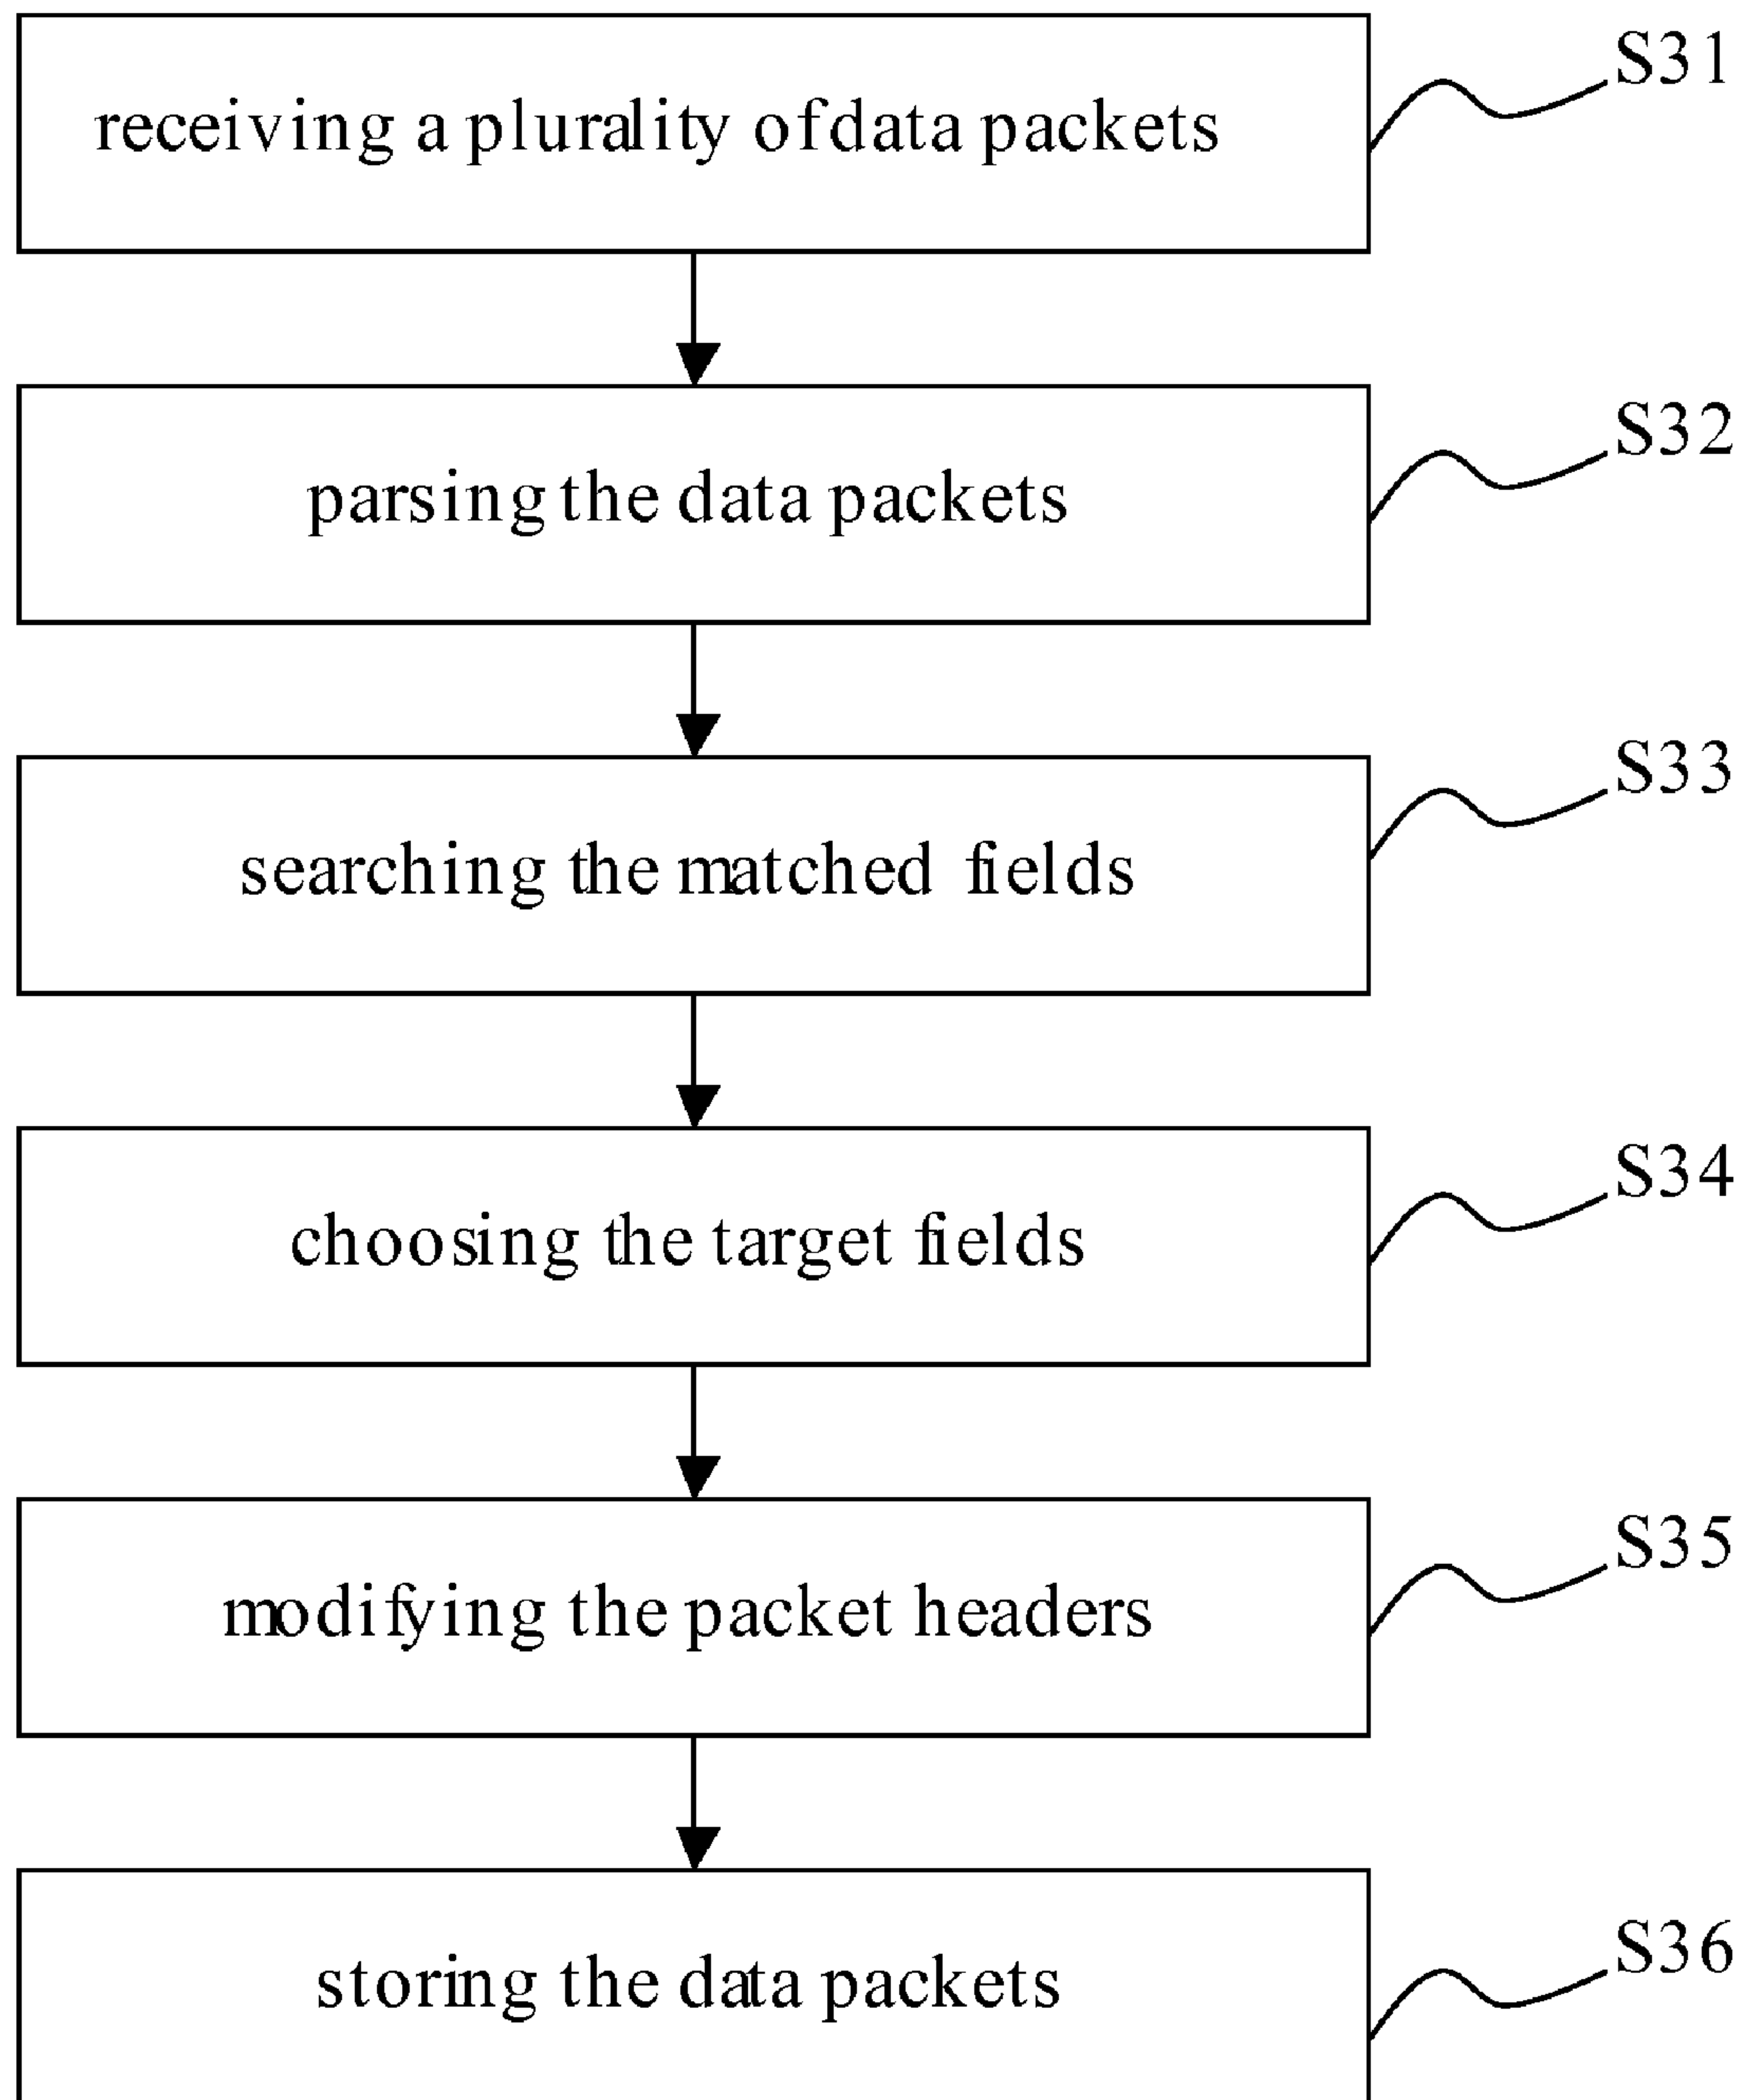 receiving a plurality of data packets
S31
parsing the data packets
S32
searching the matched fields
S33
choosing the target fields
S34
modifying the packet headers
S35
storing the data packets
S36